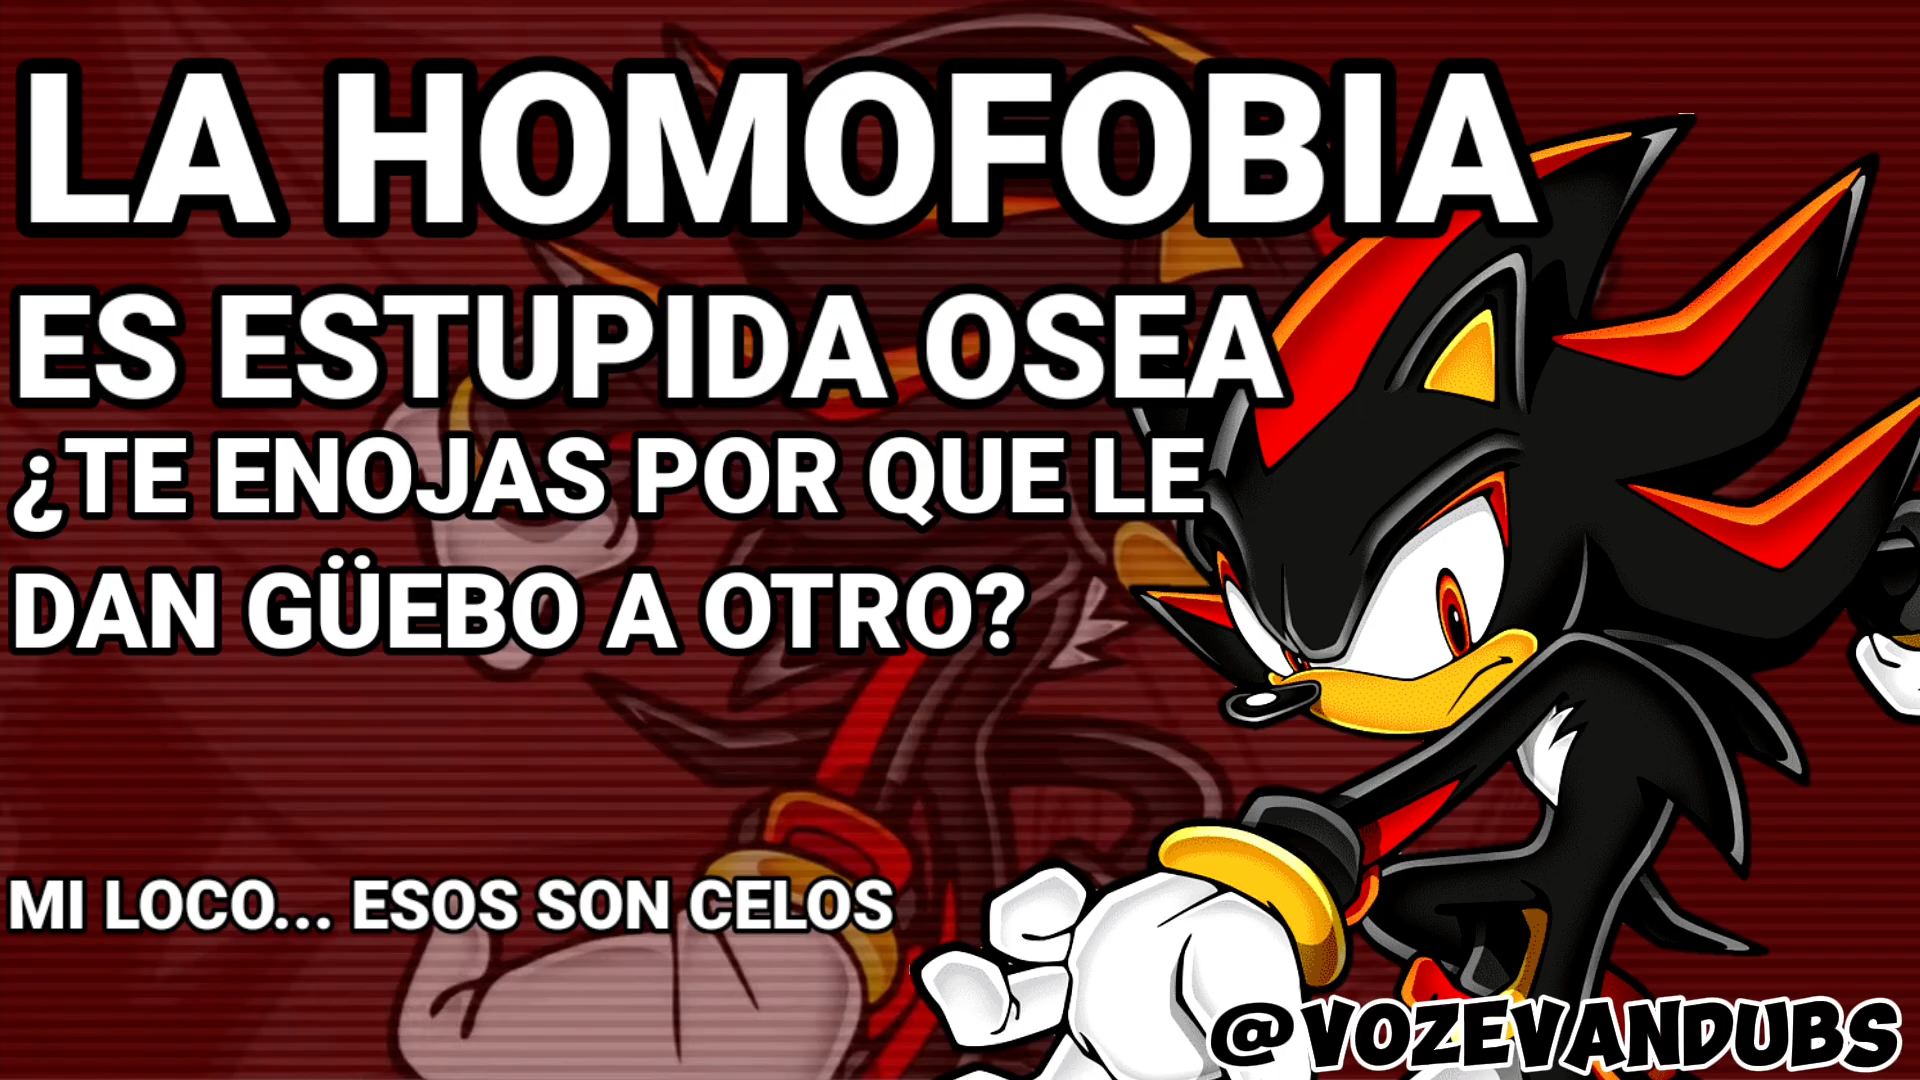 LA HOMOFOBIA
ES ESTUPIDA OSEA
¿TE ENOJAS POR QUE LE
DAN GÜEBO A OTRO?
MI LOCO... ESOS SON CELOS
@VOZEVANDUBS